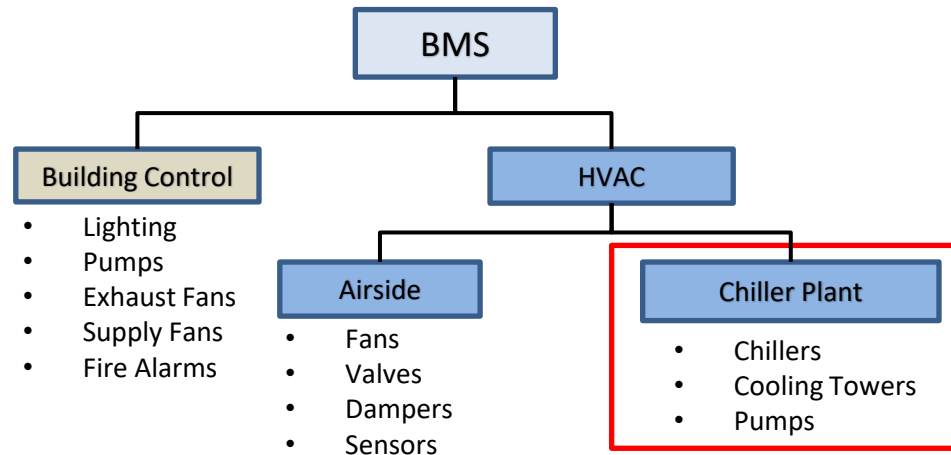 BMS
Building Control
• Lighting
• Pumps
• Exhaust Fans
• Supply Fans
• Fire Alarms
HVAC
Airside
• Fans
• Valves
• Dampers
• Sensors
Chiller Plant
• Chillers
• Cooling Towers
• Pumps